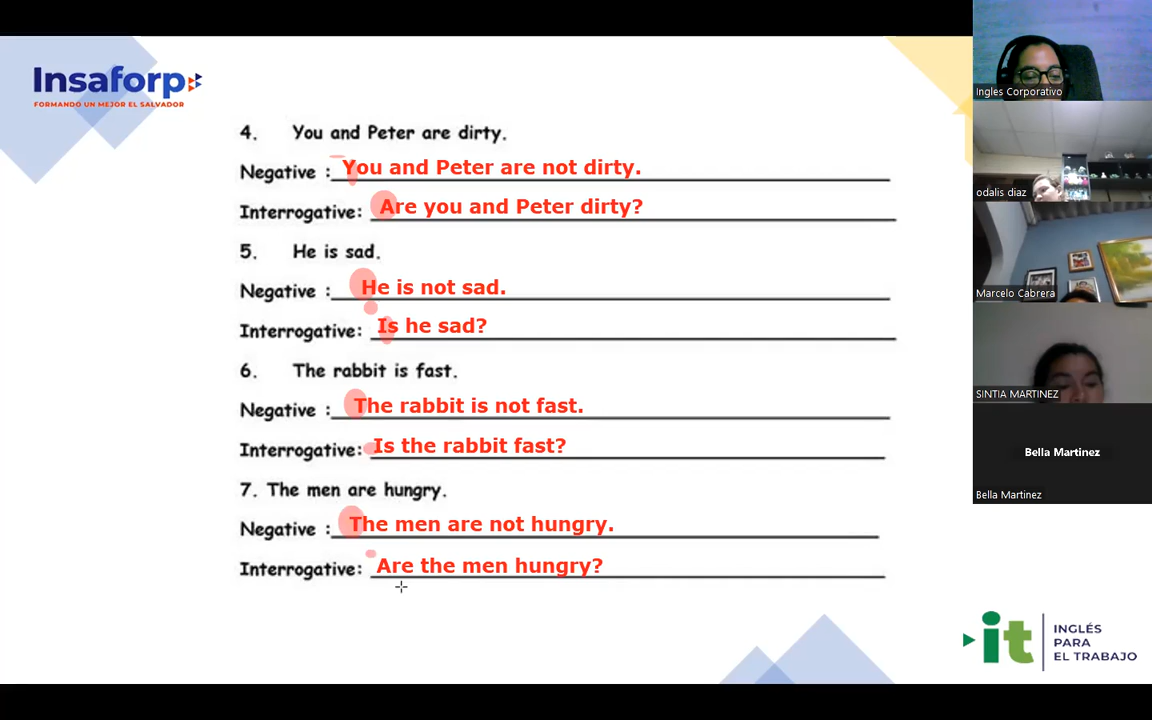 Insaforp
FORMANDO UN MEJOR EL SALVADOR
4. You and Peter are dirty.
Negative : You and Peter are not dirty.
Interrogative: Are you and Peter dirty?
5. He is sad.
Negative : He is not sad.
Interrogative: Is he sad?
6. The rabbit is fast.
Negative : The rabbit is not fast.
Interrogative: Is the rabbit fast?
7. The men are hungry.
Negative : The men are not hungry.
Interrogative: Are the men hungry?
it
INGLÉS
PARA
EL TRABAJO
Ingles Corporativo
odalis diaz
Marcelo Cabrera
SINTIA MARTINEZ
Bella Martinez
Bella Martinez